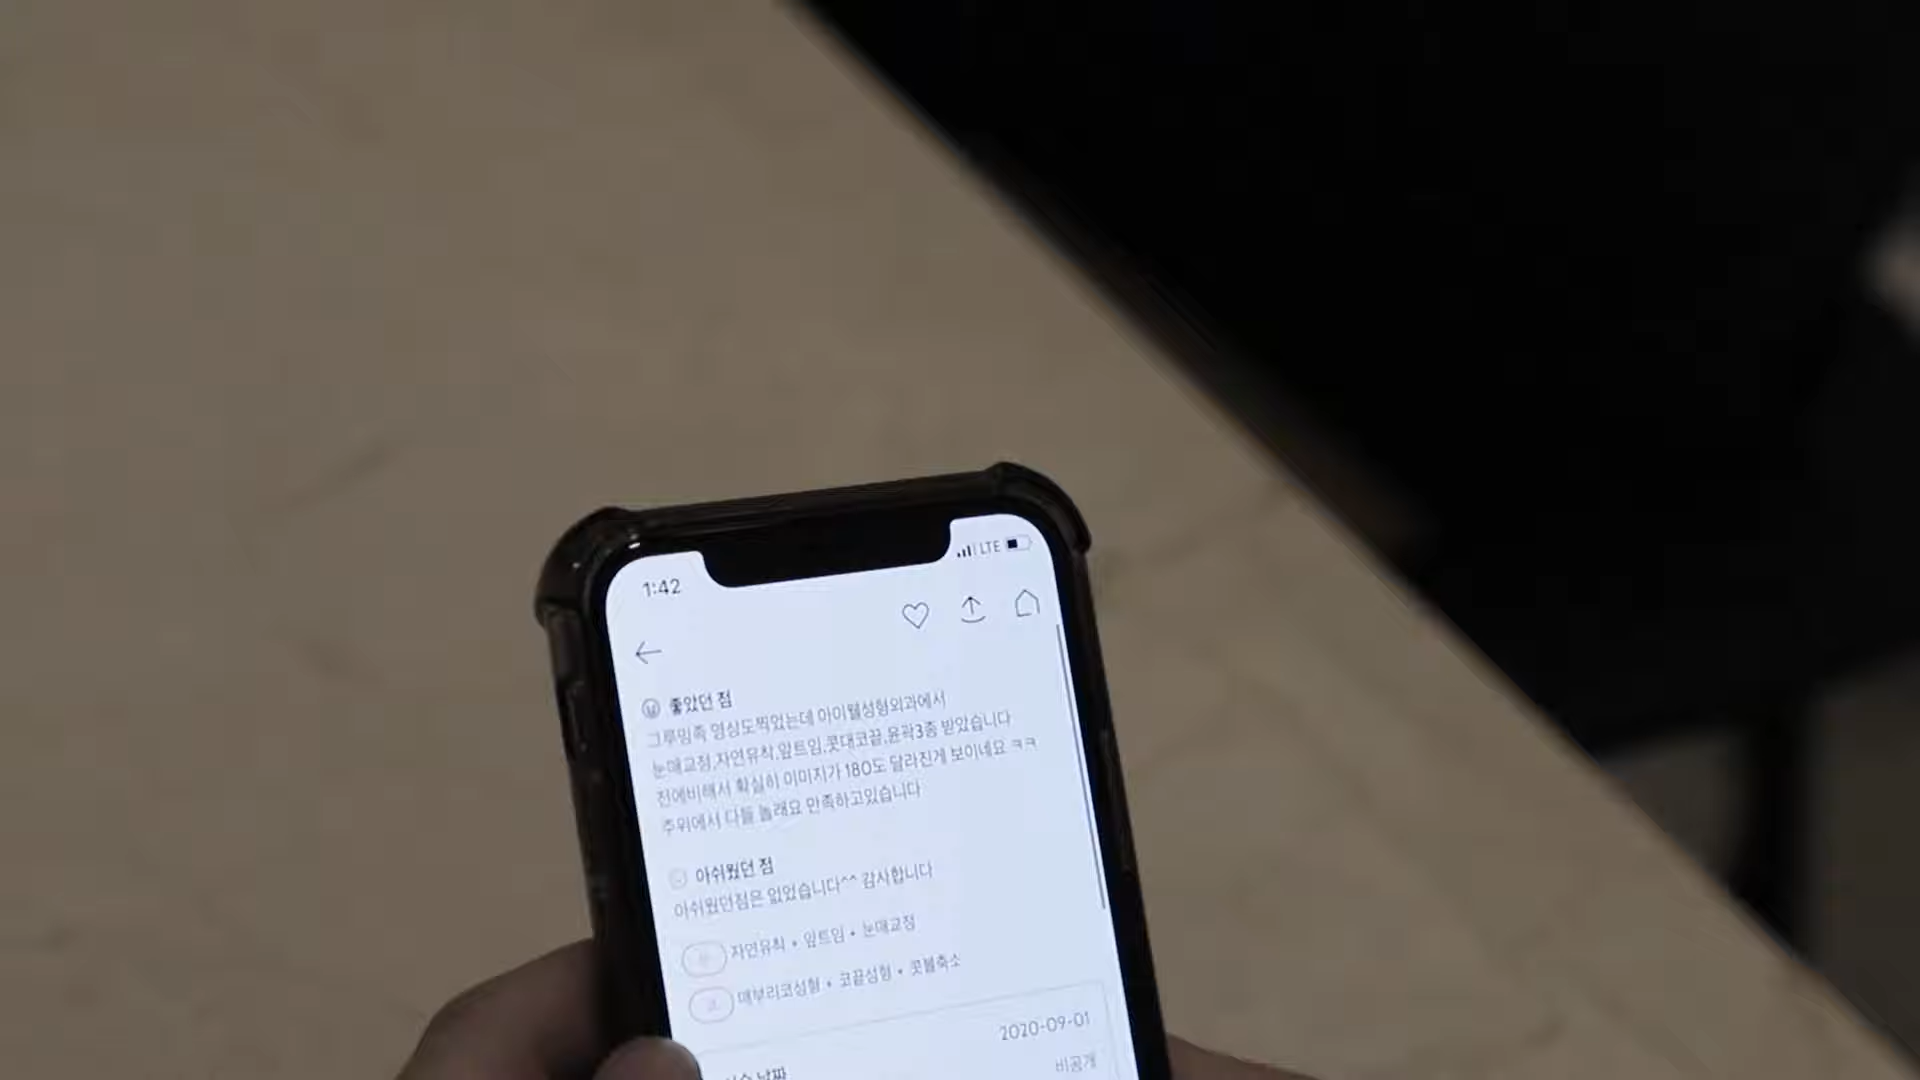 1:42
LTE
좋았던 점
그루밍족 영상도찍었는데 아이웰성형외과에서
눈매교정,자연유착,앞트임,콧대코끝,윤곽3종 받았습니다
전에비해서 확실히 이미지가 180도 달라진게 보이네요 ㅋㅋ
주위에서 다들 놀래요 만족하고있습니다
아쉬웠던 점
아쉬웠던점은 없었습니다^^ 감사합니다
눈 자연유착 • 앞트임 • 눈매교정
코 매부리코성형 • 코끝성형 • 콧볼축소
2020-09-01
날짜
비공개